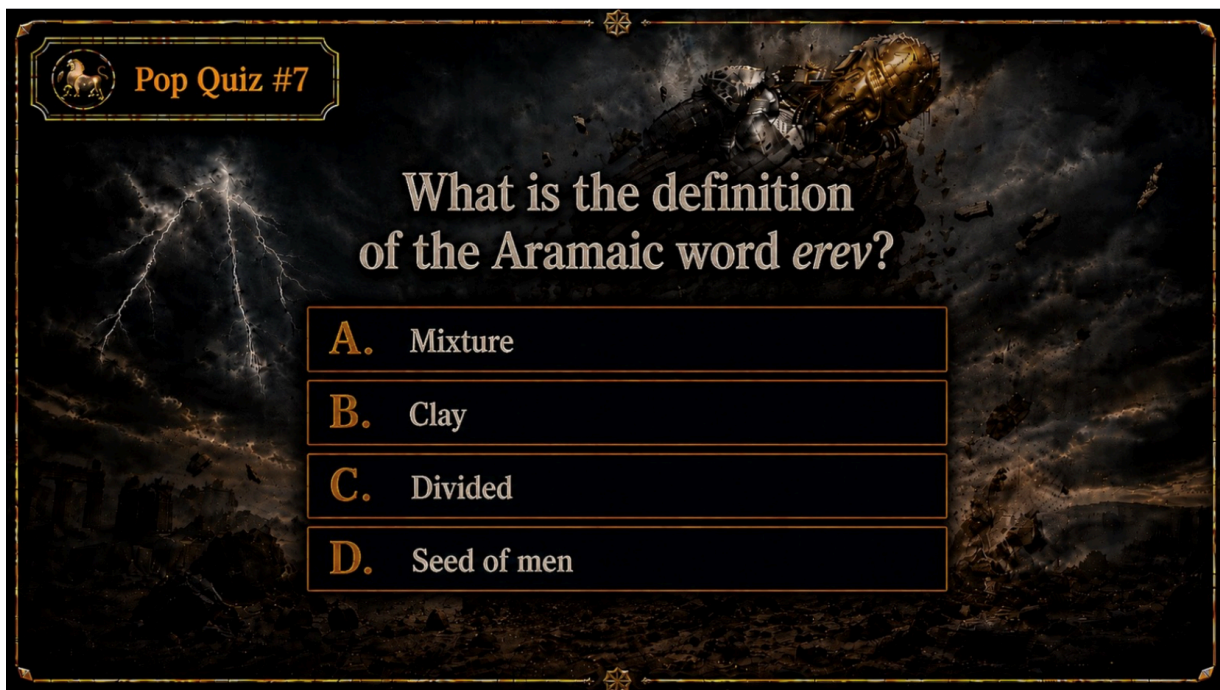 Pop Quiz #7
What is the definition
of the Aramaic word erev?
A. Mixture
B. Clay
C. Divided
D. Seed of men